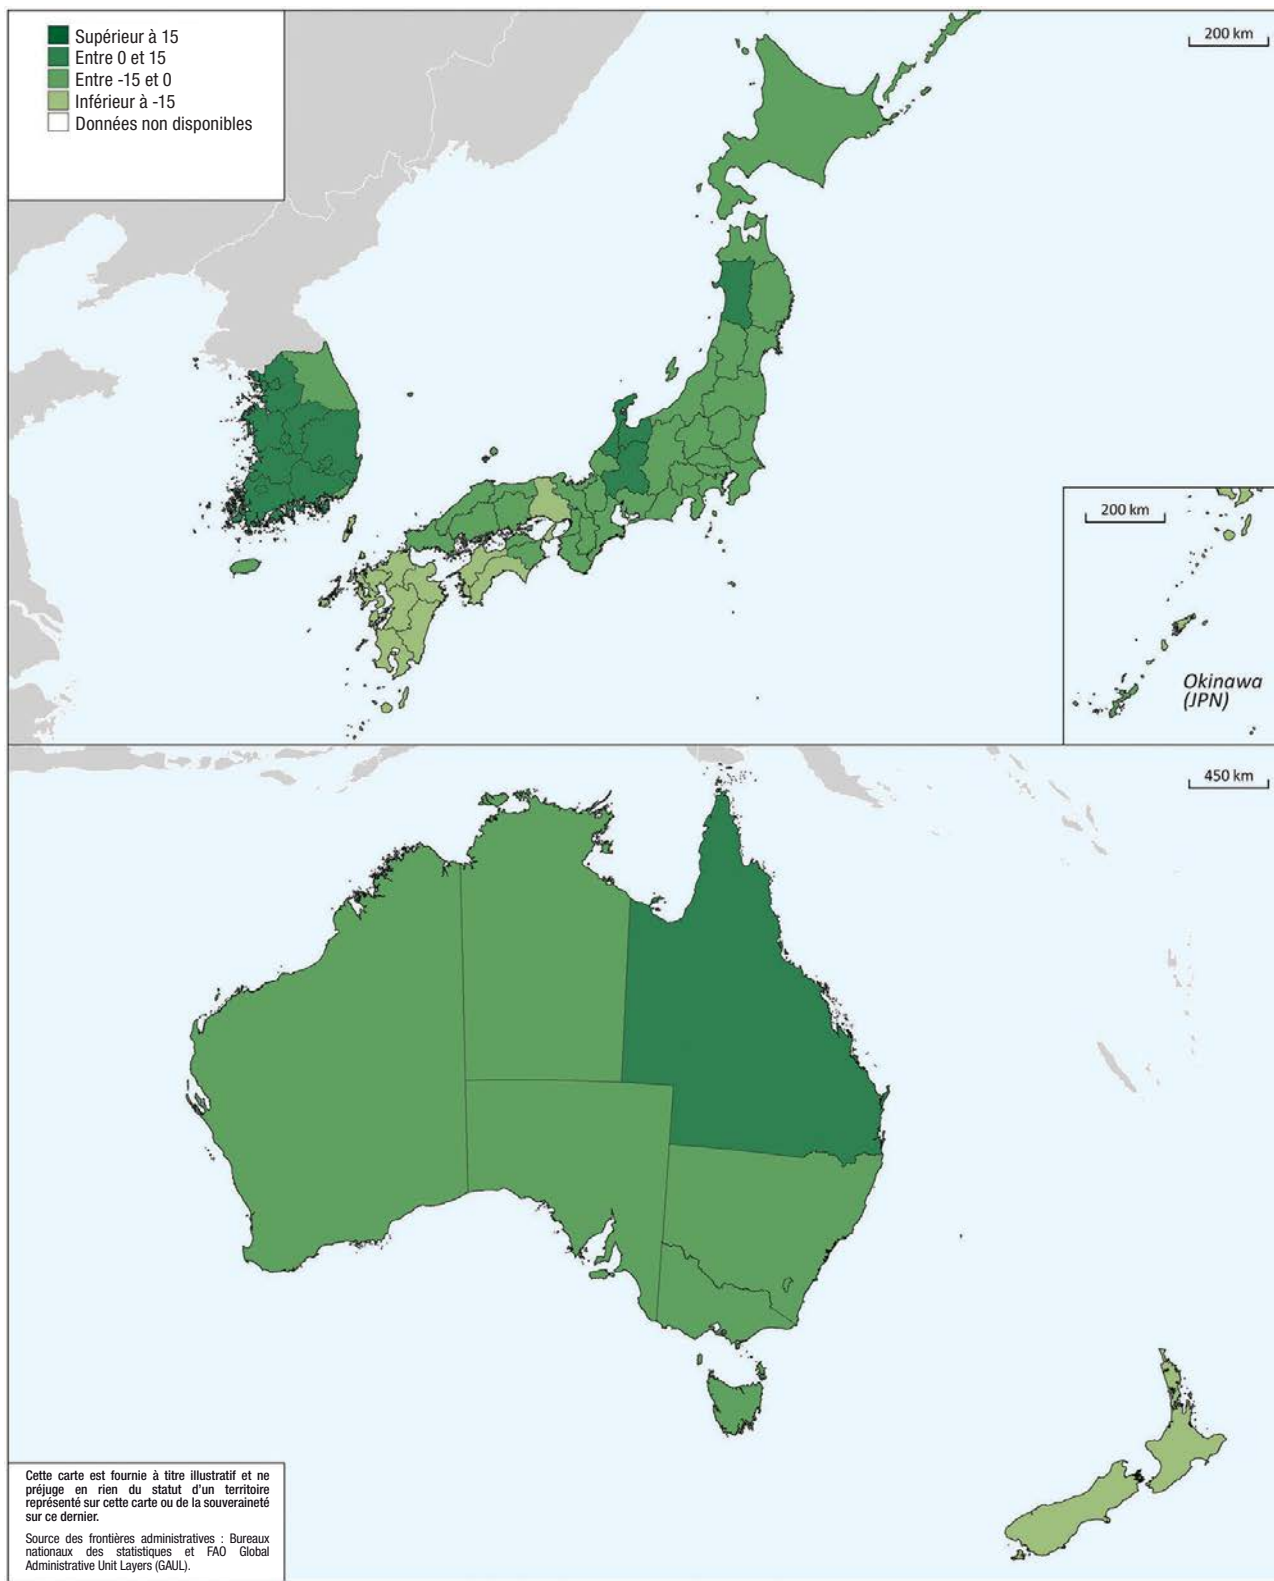 Supérieur à 15
Entre 0 et 15
Entre -15 et 0
Inférieur à -15
Données non disponibles
200 km
200 km
Okinawa
(JPN)
450 km
Cette carte est fournie à titre illustratif et ne
préjuge en rien du statut d'un territoire
représenté sur cette carte ou de la souveraineté
sur ce dernier.
Source des frontières administratives : Bureaux
nationaux des statistiques et FAO Global
Administrative Unit Layers (GAUL).